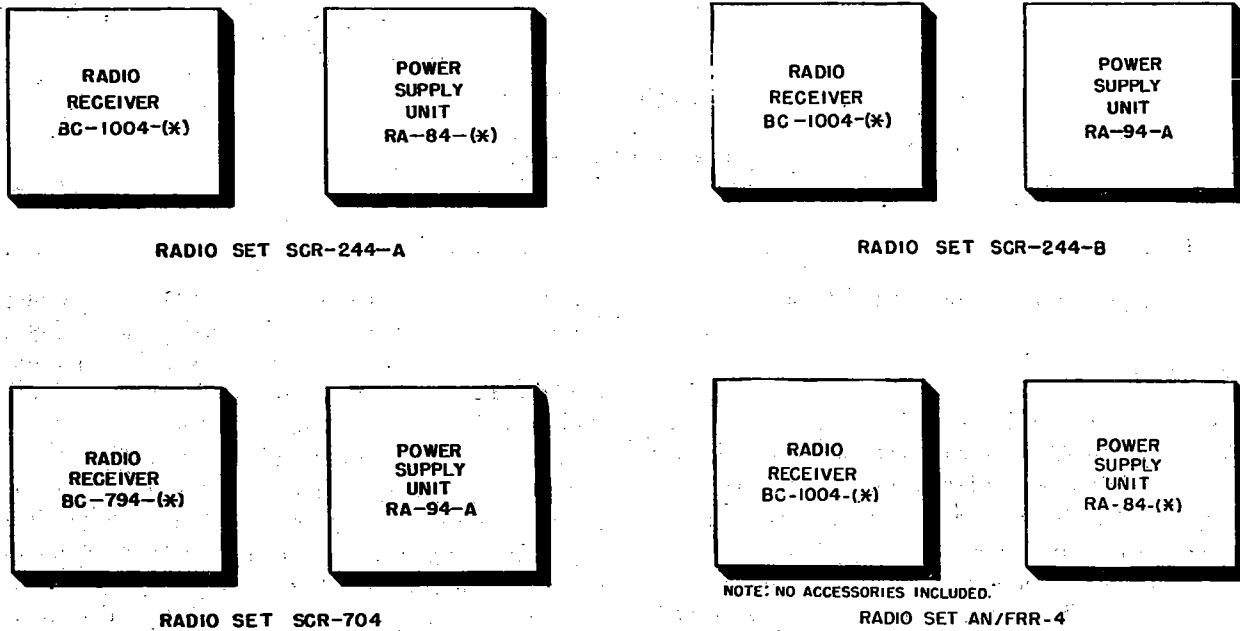 RADIO
RECEIVER
BC-1004-(*)
POWER
SUPPLY
UNIT
RA-84-(*)
RADIO
RECEIVER
BC-1004-(*)
POWER
SUPPLY
UNIT
RA-94-A
RADIO SET SCR-244-A
RADIO SET SCR-244-B
RADIO
RECEIVER
BC-794-(*)
POWER
SUPPLY
UNIT
RA-94-A
RADIO
RECEIVER
BC-1004-(*)
POWER
SUPPLY
UNIT
RA-84-(*)
NOTE: NO ACCESSORIES INCLUDED.
RADIO SET SCR-704
RADIO SET AN/FRR-4